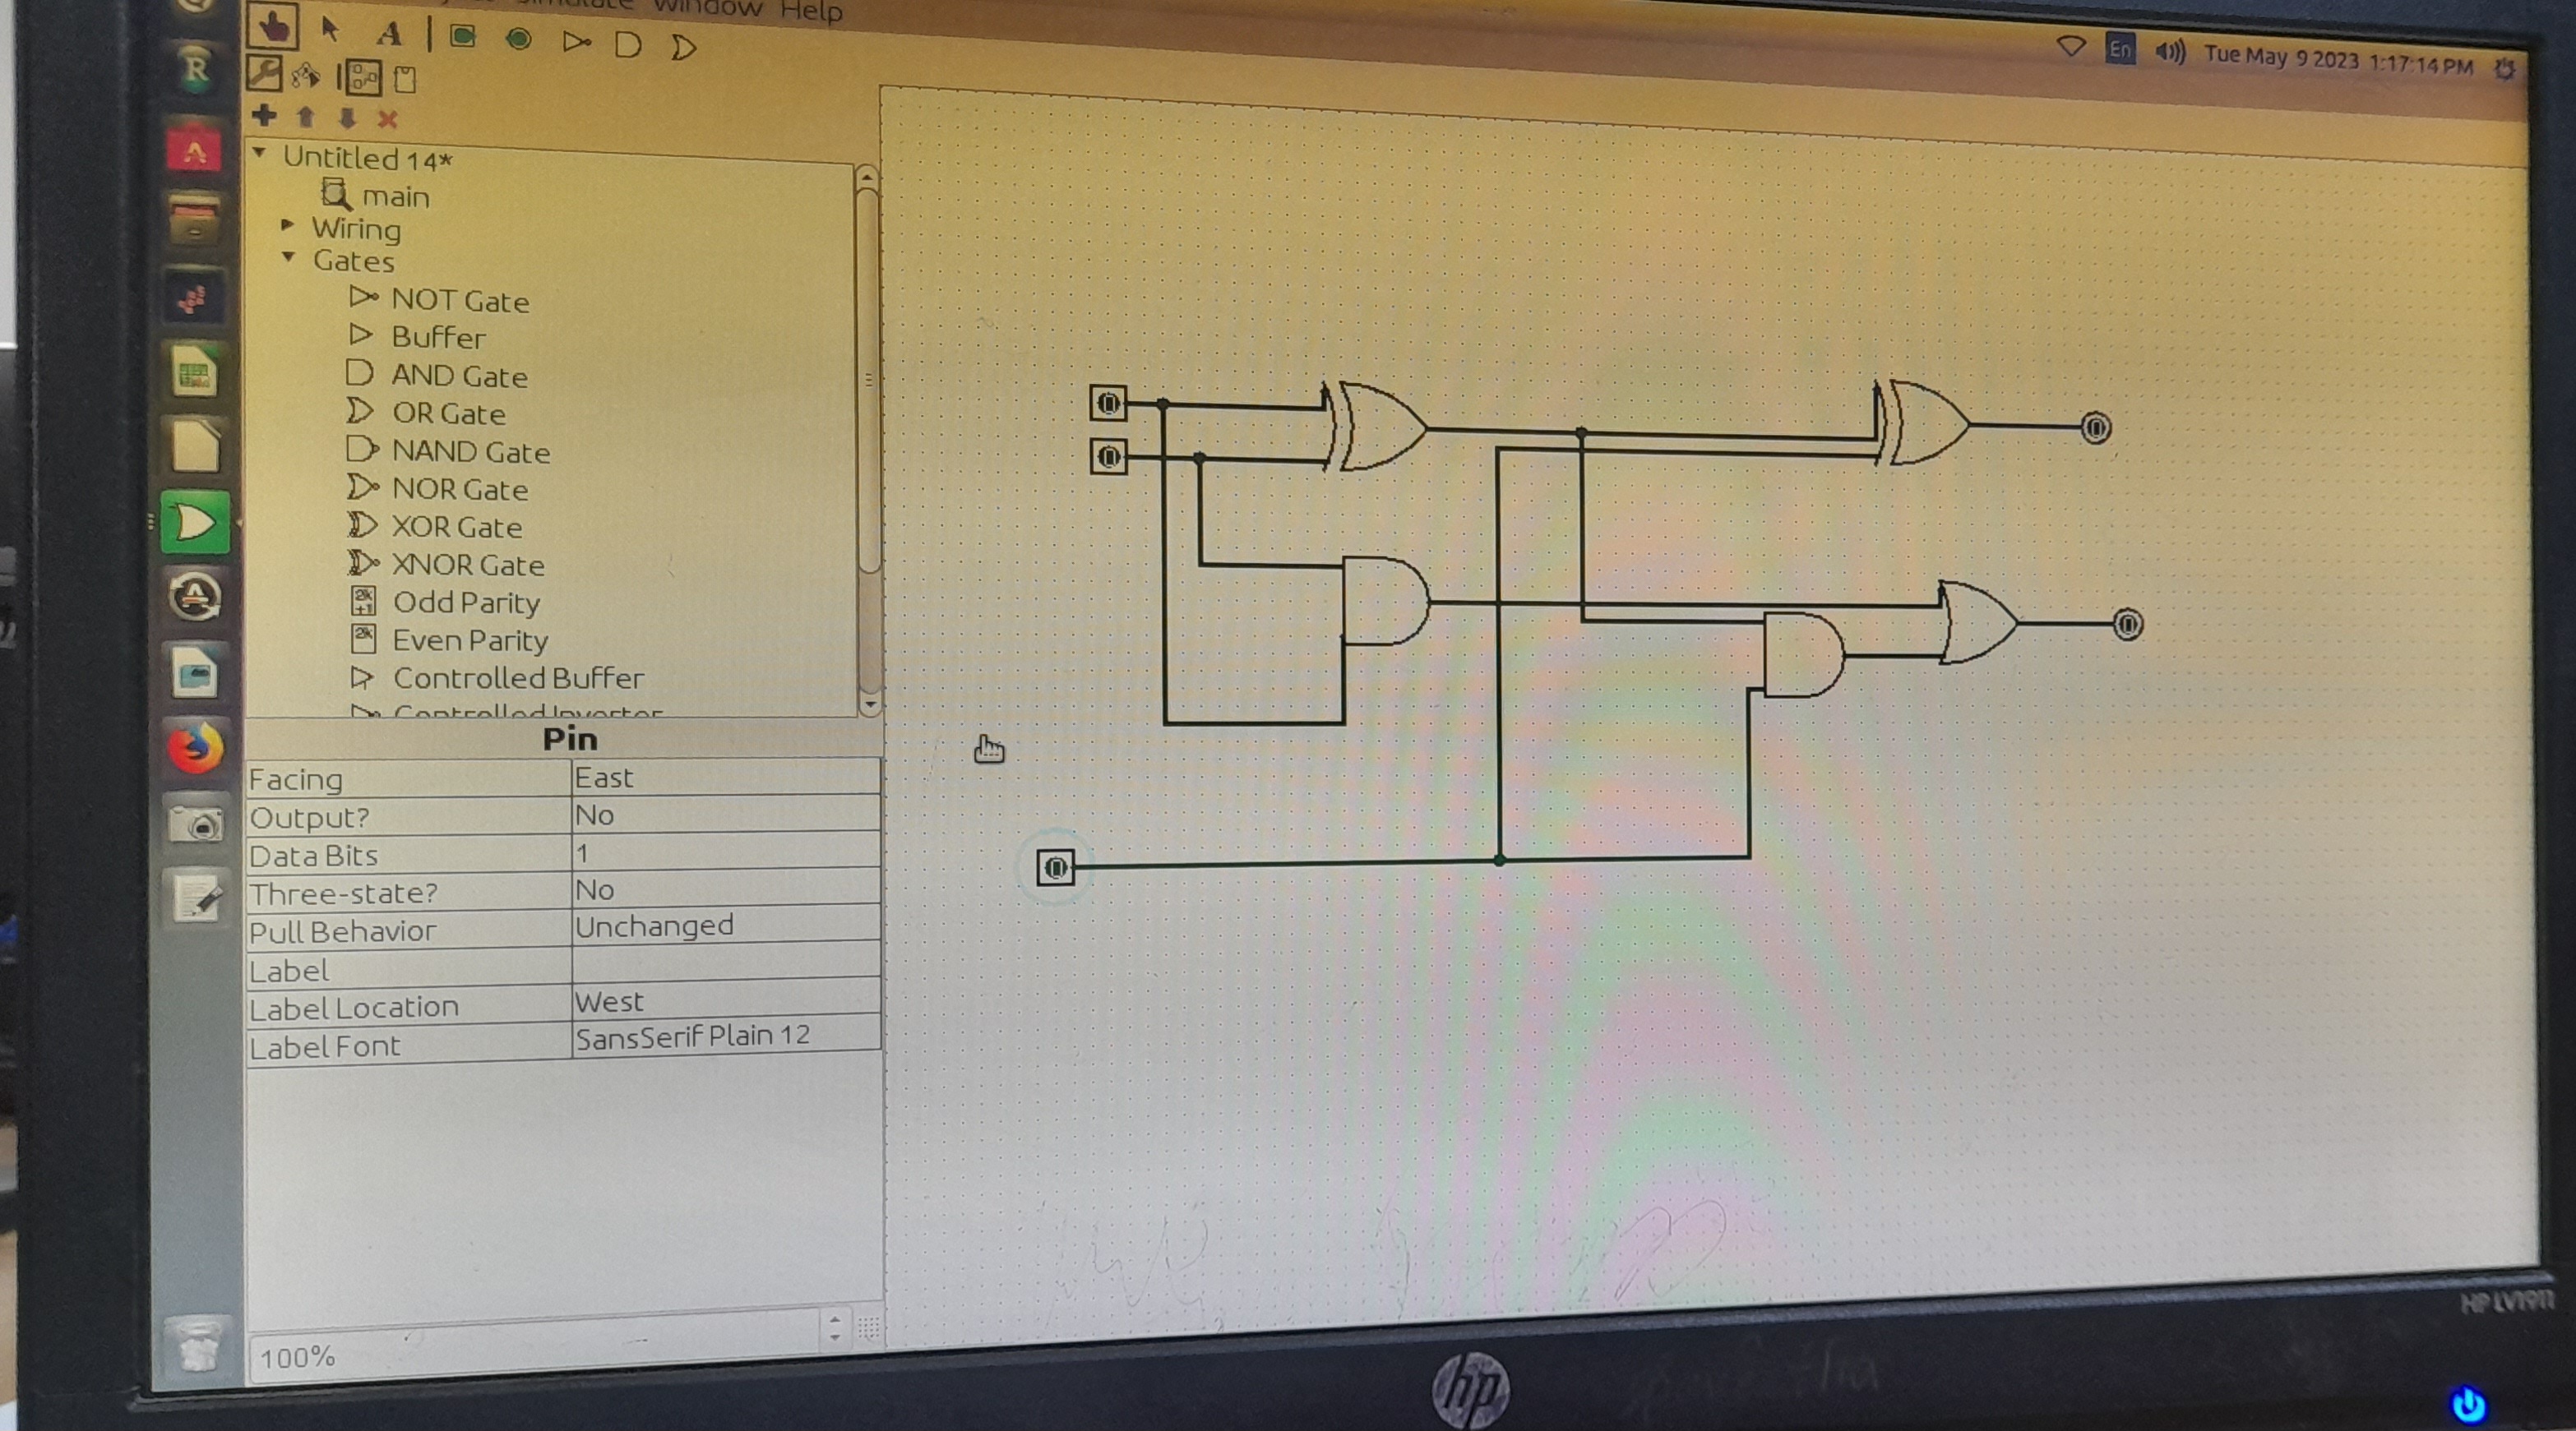 Window Help
En Tue May 9 2023 1:17:14 PM
A
Untitled 14*
main
Wiring
Gates
NOT Gate
Buffer
AND Gate
OR Gate
NAND Gate
NOR Gate
XOR Gate
XNOR Gate
Odd Parity
Even Parity
Controlled Buffer
Controlled Inverter
Pin
Facing East
Output? No
Data Bits 1
Three-state? No
Pull Behavior Unchanged
Label
Label Location West
Label Font SansSerif Plain 12
100%
0
0
0
0
0
R
A
2k+1
2k
hp
HP LV1911